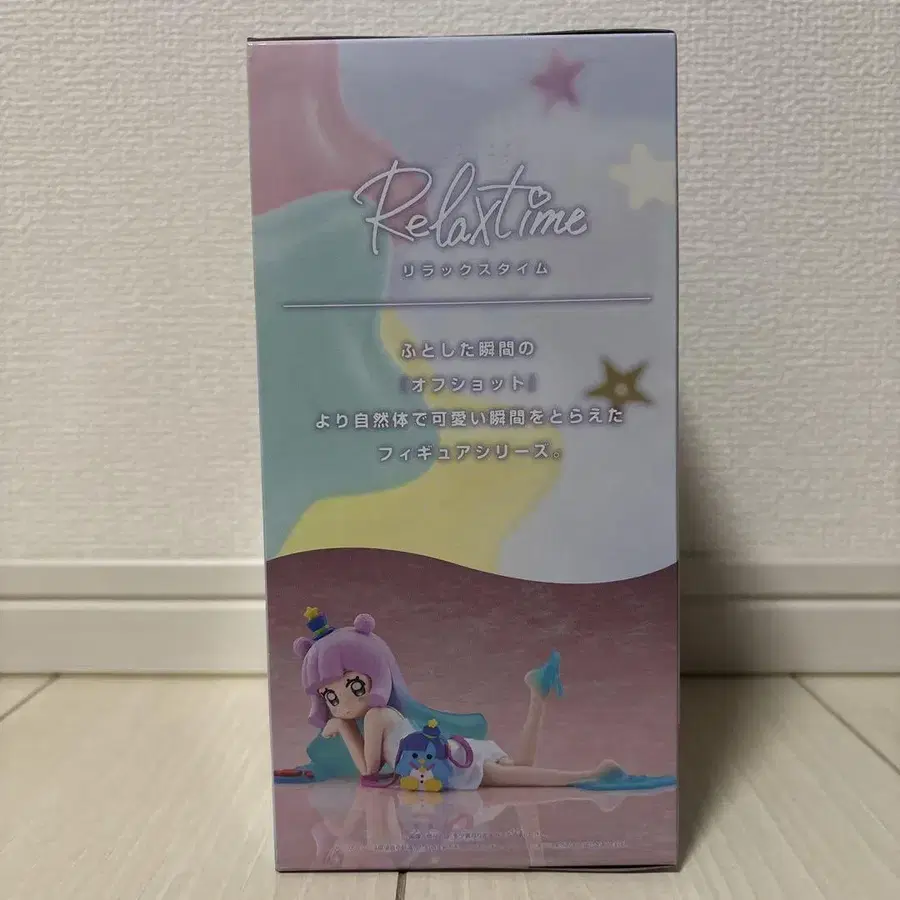 Relaxtime
リラックスタイム
ふとした瞬間の
「オフショット」
より自然体で可愛い瞬間をとらえた
フィギュアシリーズ。